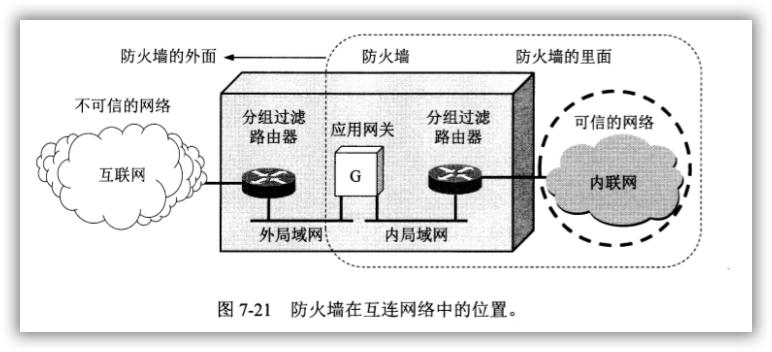 防火墙的外面 防火墙 防火墙的里面
不可信的网络
分组过滤
路由器
应用网关
分组过滤
路由器
可信的网络
互联网
G
内联网
外局域网 内局域网
图 7-21 防火墙在互连网络中的位置。